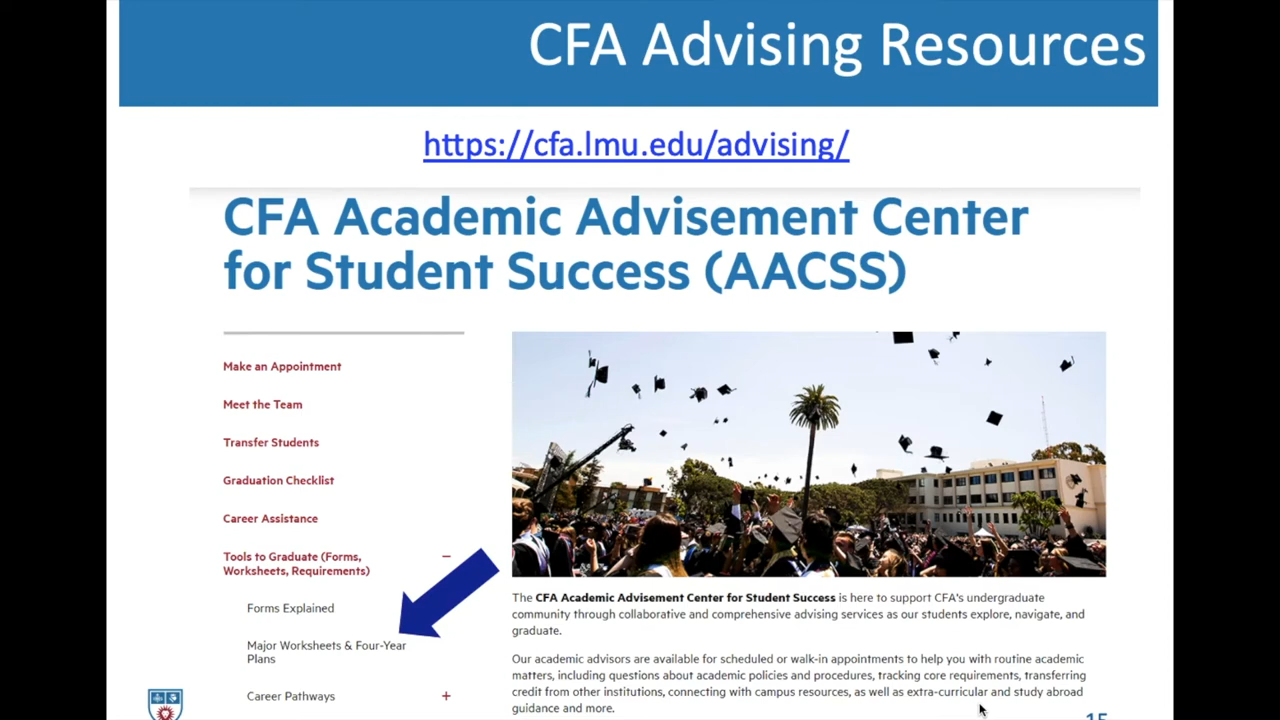 CFA Advising Resources
https://cfa.lmu.edu/advising/
CFA Academic Advisement Center
for Student Success (AACSS)
Make an Appointment
Meet the Team
Transfer Students
Graduation Checklist
Career Assistance
Tools to Graduate (Forms, −
Worksheets, Requirements)
Forms Explained
Major Worksheets & Four-Year
Plans
Career Pathways +
The CFA Academic Advisement Center for Student Success is here to support CFA's undergraduate
community through collaborative and comprehensive advising services as our students explore, navigate, and
graduate.
Our academic advisors are available for scheduled or walk-in appointments to help you with routine academic
matters, including questions about academic policies and procedures, tracking core requirements, transferring
credit from other institutions, connecting with campus resources, as well as extra-curricular and study abroad
guidance and more.
15